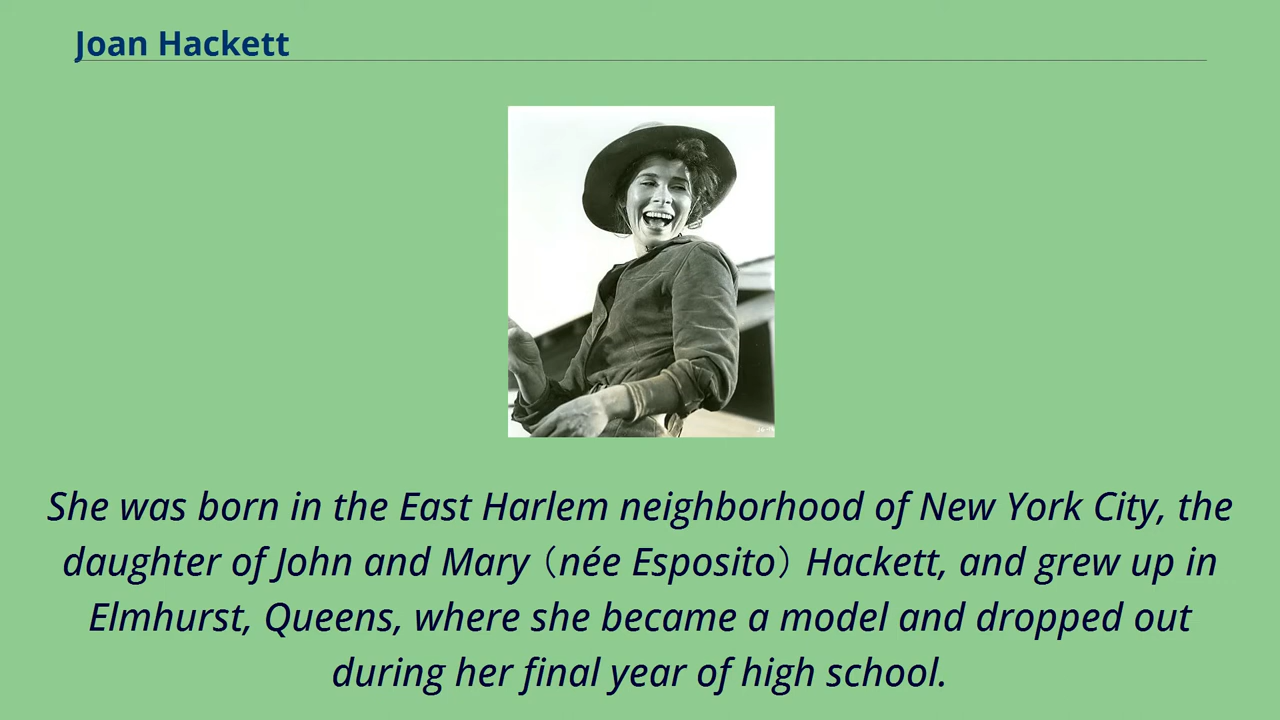 Joan Hackett
She was born in the East Harlem neighborhood of New York City, the
daughter of John and Mary（née Esposito）Hackett, and grew up in
Elmhurst, Queens, where she became a model and dropped out
during her final year of high school.